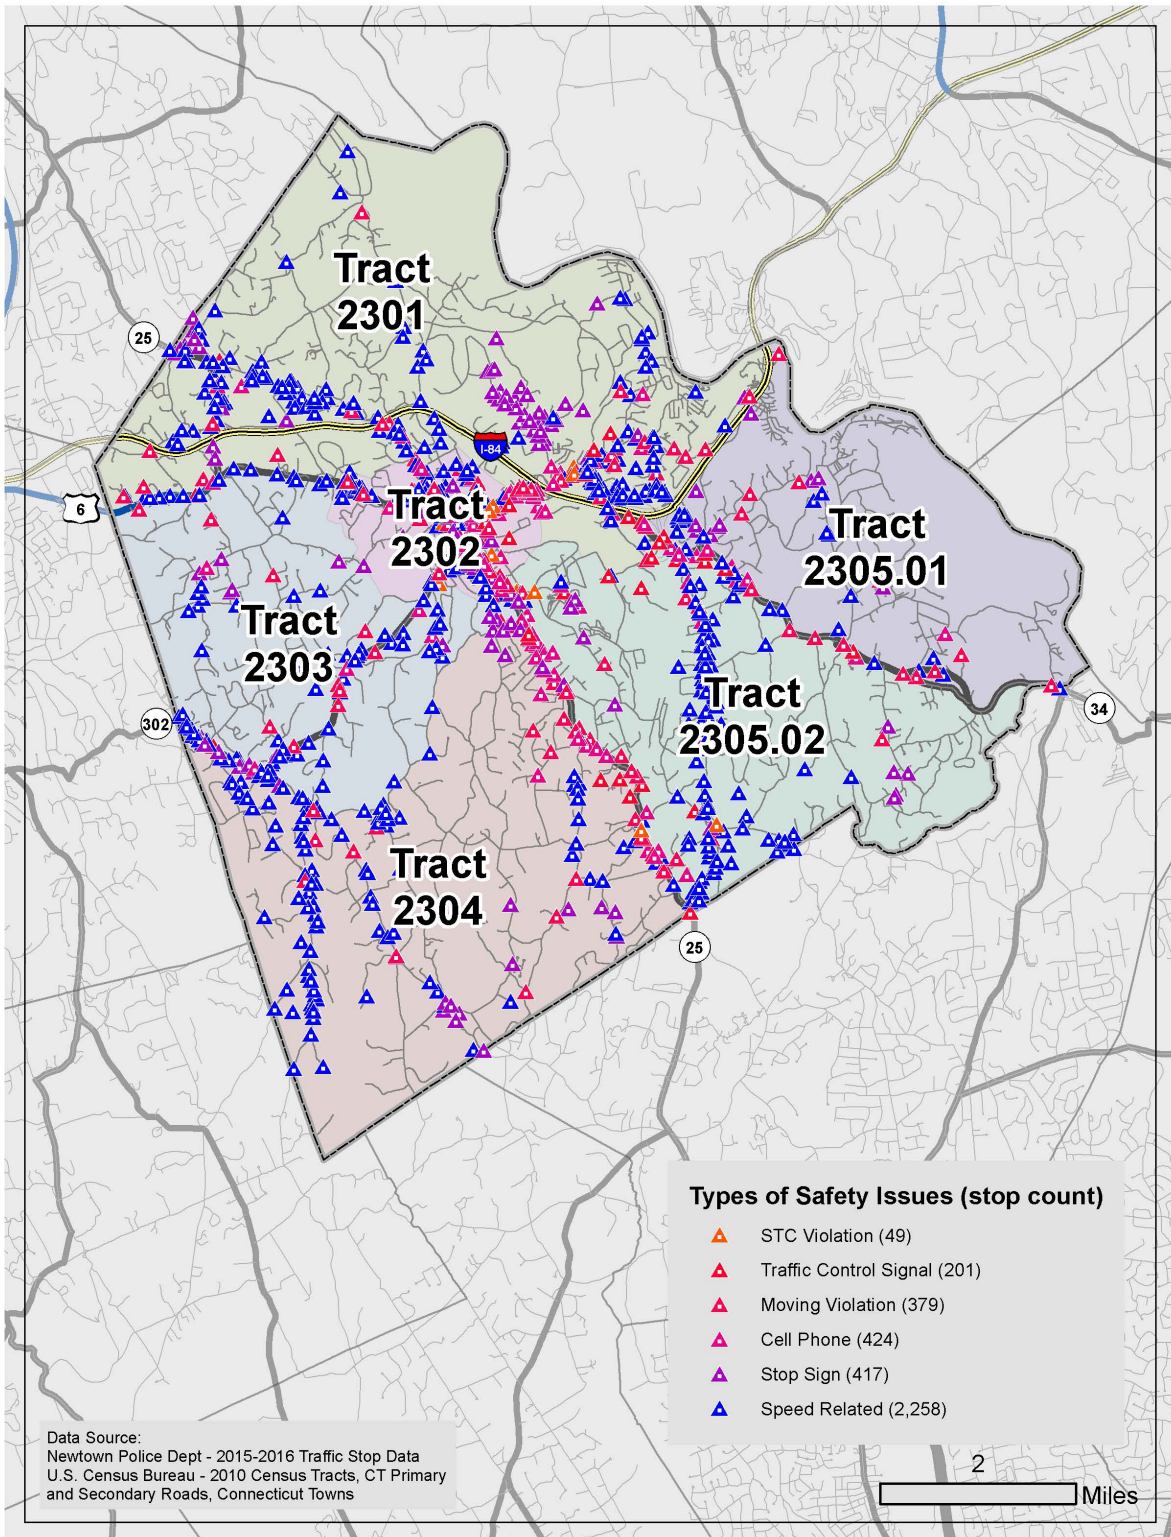 Tract
2301
25
I-84
6
Tract
2302
Tract
2305.01
Tract
2303
Tract
2305.02
34
302
Tract
2304
25
Types of Safety Issues (stop count)
STC Violation (49)
Traffic Control Signal (201)
Moving Violation (379)
Cell Phone (424)
Stop Sign (417)
Speed Related (2,258)
Data Source:
Newtown Police Dept - 2015-2016 Traffic Stop Data
U.S. Census Bureau - 2010 Census Tracts, CT Primary
and Secondary Roads, Connecticut Towns
2
Miles